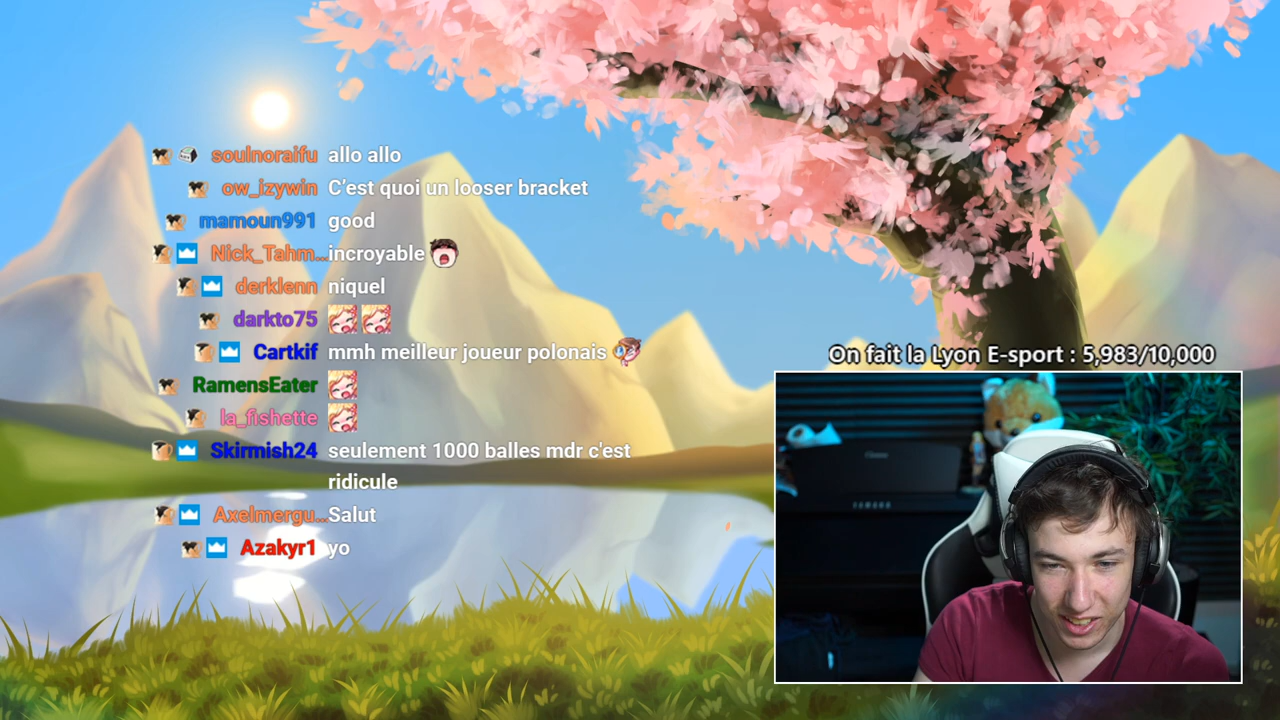 soulnoraifu allo allo
ow_izywin C'est quoi un looser bracket
mamoun991 good
Nick_Tahm...incroyable
derklenn niquel
darkto75
Cartkif mmh meilleur joueur polonais
RamensEater
la_fishette
Skirmish24 seulement 1000 balles mdr c'est
ridicule
Axelmergu...Salut
Azakyr1 yo
On fait la Lyon E-sport : 5,983/10,000
YAMAHA